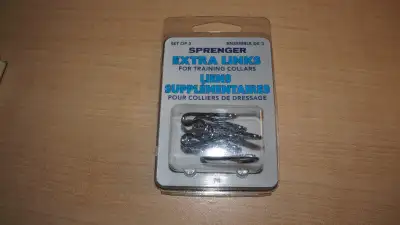 SET OF 3 ENSEMBLE DE 3
SPRENGER
EXTRA LINKS
FOR TRAINING COLLARS
LIENS
SUPPLÉMENTAIRES
POUR COLLIERS DE DRESSAGE